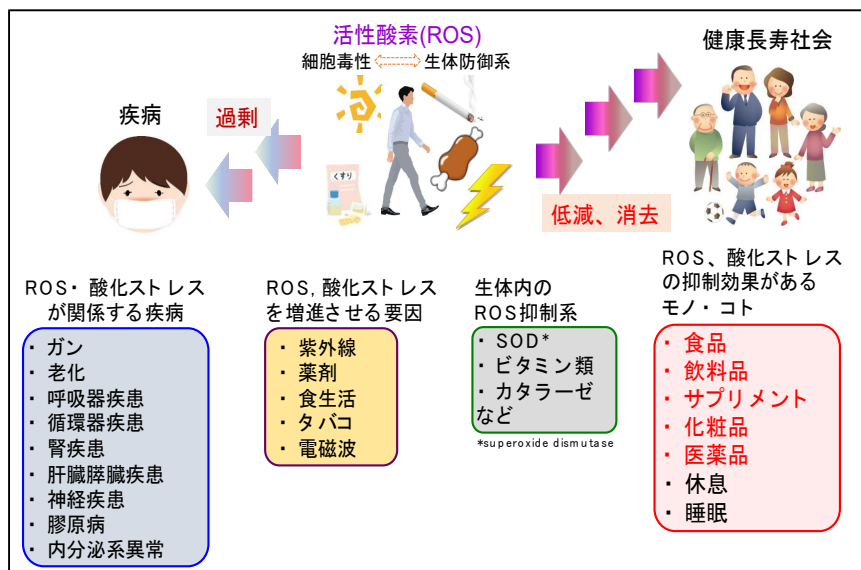 活性酸素(ROS)
細胞毒性 生体防御系
健康長寿社会
疾病
過剰
くすり
低減、消去
ROS・酸化ストレス
が関係する疾病
・ ガン
・ 老化
・ 呼吸器疾患
・ 循環器疾患
・ 腎疾患
・ 肝臓膵臓疾患
・ 神経疾患
・ 膠原病
・ 内分泌系異常
ROS,酸化ストレス
を増進させる要因
・ 紫外線
・ 薬剤
・ 食生活
・ タバコ
・ 電磁波
生体内の
ROS抑制系
・ SOD*
・ ビタミン類
・ カタラーゼ
など
*superoxide dismutase
ROS、酸化ストレス
の抑制効果がある
モノ・コト
・ 食品
・ 飲料品
・ サプリメント
・ 化粧品
・ 医薬品
・ 休息
・ 睡眠